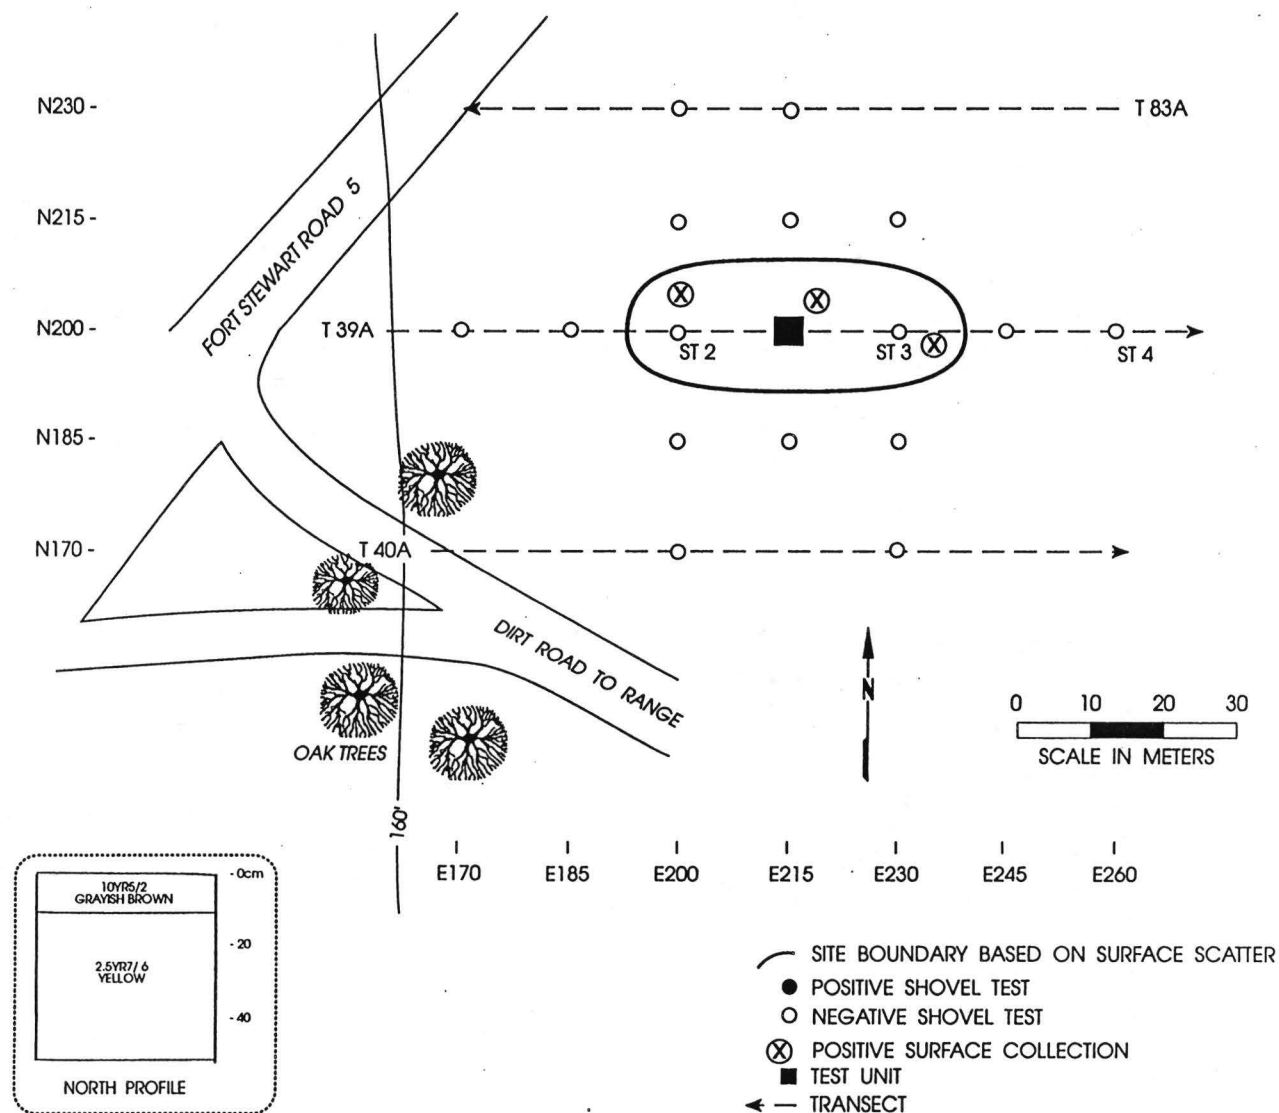 N230 -
T 83A
N215 -
FORT STEWART ROAD 5
N200 -
T 39A
ST 2
ST 3
ST 4
N185 -
N170 -
T 40A
DIRT ROAD TO RANGE
OAK TREES
N
0 10 20 30
SCALE IN METERS
160'
E170 E185 E200 E215 E230 E245 E260
- 0cm
10YR5/2
GRAYISH BROWN
- 20
2.5YR7/6
YELLOW
- 40
NORTH PROFILE
SITE BOUNDARY BASED ON SURFACE SCATTER
POSITIVE SHOVEL TEST
NEGATIVE SHOVEL TEST
POSITIVE SURFACE COLLECTION
TEST UNIT
TRANSECT